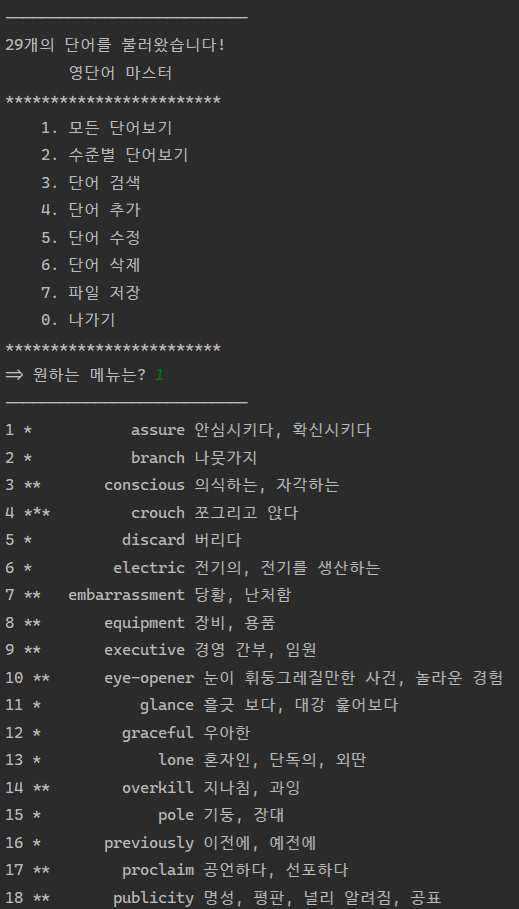 29개의 단어를 불러왔습니다!
영단어 마스터
************************
1. 모든 단어보기
2. 수준별 단어보기
3. 단어 검색
4. 단어 추가
5. 단어 수정
6. 단어 삭제
7. 파일 저장
0. 나가기
************************
=> 원하는 메뉴는? 1
1 * assure 안심시키다, 확신시키다
2 * branch 나뭇가지
3 ** conscious 의식하는, 자각하는
4 *** crouch 쪼그리고 앉다
5 * discard 버리다
6 * electric 전기의, 전기를 생산하는
7 ** embarrassment 당황, 난처함
8 ** equipment 장비, 용품
9 ** executive 경영 간부, 임원
10 ** eye-opener 눈이 휘둥그레질만한 사건, 놀라운 경험
11 * glance 흘긋 보다, 대강 훑어보다
12 * graceful 우아한
13 * lone 혼자인, 단독의, 외딴
14 ** overkill 지나침, 과잉
15 * pole 기둥, 장대
16 * previously 이전에, 예전에
17 ** proclaim 공언하다, 선포하다
18 ** publicity 명성, 평판, 널리 알려짐, 공표